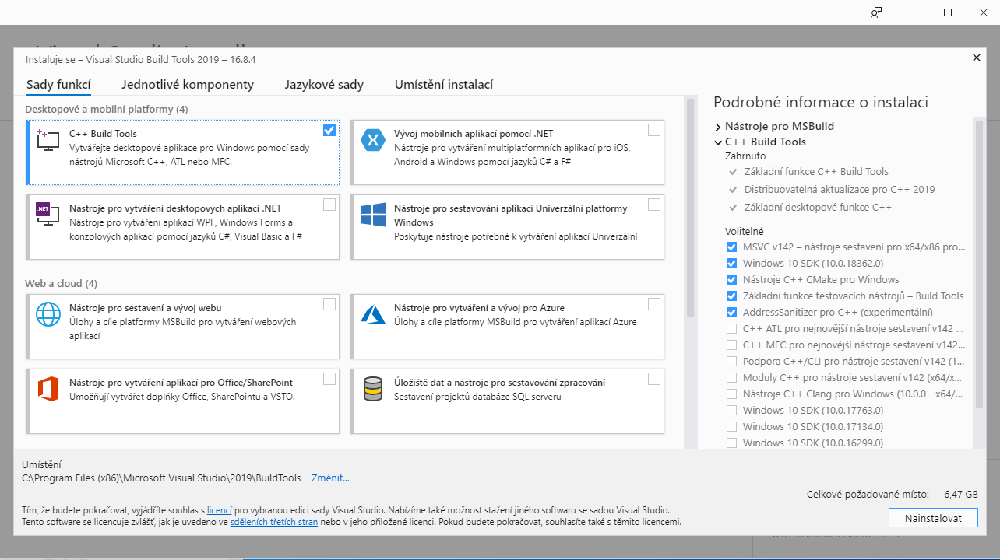 Instaluje se – Visual Studio Build Tools 2019 – 16.8.4
Sady funkcí
Jednotlivé komponenty
Jazykové sady
Umístění instalací
Desktopové a mobilní platformy (4)
C++ Build Tools
Vytvářejte desktopové aplikace pro Windows pomocí sady
nástrojů Microsoft C++, ATL nebo MFC.
Vývoj mobilních aplikací pomocí .NET
Nástroje pro vytváření multiplatformních aplikací pro iOS,
Android a Windows pomocí jazyků C# a F#
.NET
Nástroje pro vytváření desktopových aplikací .NET
Nástroje pro vytváření aplikací WPF, Windows Forms a
konzolových aplikací pomocí jazyků C#, Visual Basic a F#
Nástroje pro sestavování aplikací Univerzální platformy
Windows
Poskytuje nástroje potřebné k vytváření aplikací Univerzální
Web a cloud (4)
Nástroje pro sestavení a vývoj webu
Úlohy a cíle platformy MSBuild pro vytváření webových
aplikací
Nástroje pro vytváření a vývoj pro Azure
Úlohy a cíle platformy MSBuild pro vytváření aplikací Azure
Nástroje pro vytváření aplikací pro Office/SharePoint
Umožňují vytvářet doplňky Office, SharePointu a VSTO.
Úložiště dat a nástroje pro sestavování zpracování
Sestavení projektů databáze SQL serveru
Podrobné informace o instalaci
Nástroje pro MSBuild
C++ Build Tools
Zahrnuto
Základní funkce C++ Build Tools
Distribuovatelná aktualizace pro C++ 2019
Základní desktopové funkce C++
Volitelné
MSVC v142 – nástroje sestavení pro x64/x86 pro...
Windows 10 SDK (10.0.18362.0)
Nástroje C++ CMake pro Windows
Základní funkce testovacích nástrojů – Build Tools
AddressSanitizer pro C++ (experimentální)
C++ ATL pro nejnovější nástroje sestavení v142 ...
C++ MFC pro nejnovější nástroje sestavení v142...
Podpora C++/CLI pro nástroje sestavení v142 (1...
Moduly C++ pro nástroje sestavení v142 (x64/x...
Nástroje C++ Clang pro Windows (10.0.0 - x64/...
Windows 10 SDK (10.0.17763.0)
Windows 10 SDK (10.0.17134.0)
Windows 10 SDK (10.0.16299.0)
Umístění
C:\Program Files (x86)\Microsoft Visual Studio\2019\BuildTools Změnit...
Celkové požadované místo: 6,47 GB
Tím, že budete pokračovat, vyjádříte souhlas s licencí pro vybranou edici sady Visual Studio. Nabízíme také možnost stažení jiného softwaru se sadou Visual Studio.
Tento software se licencuje zvlášť, jak je uvedeno ve sděleních třetích stran nebo v jeho přiložené licenci. Pokud budete pokračovat, souhlasíte také s těmito licencemi.
Nainstalovat